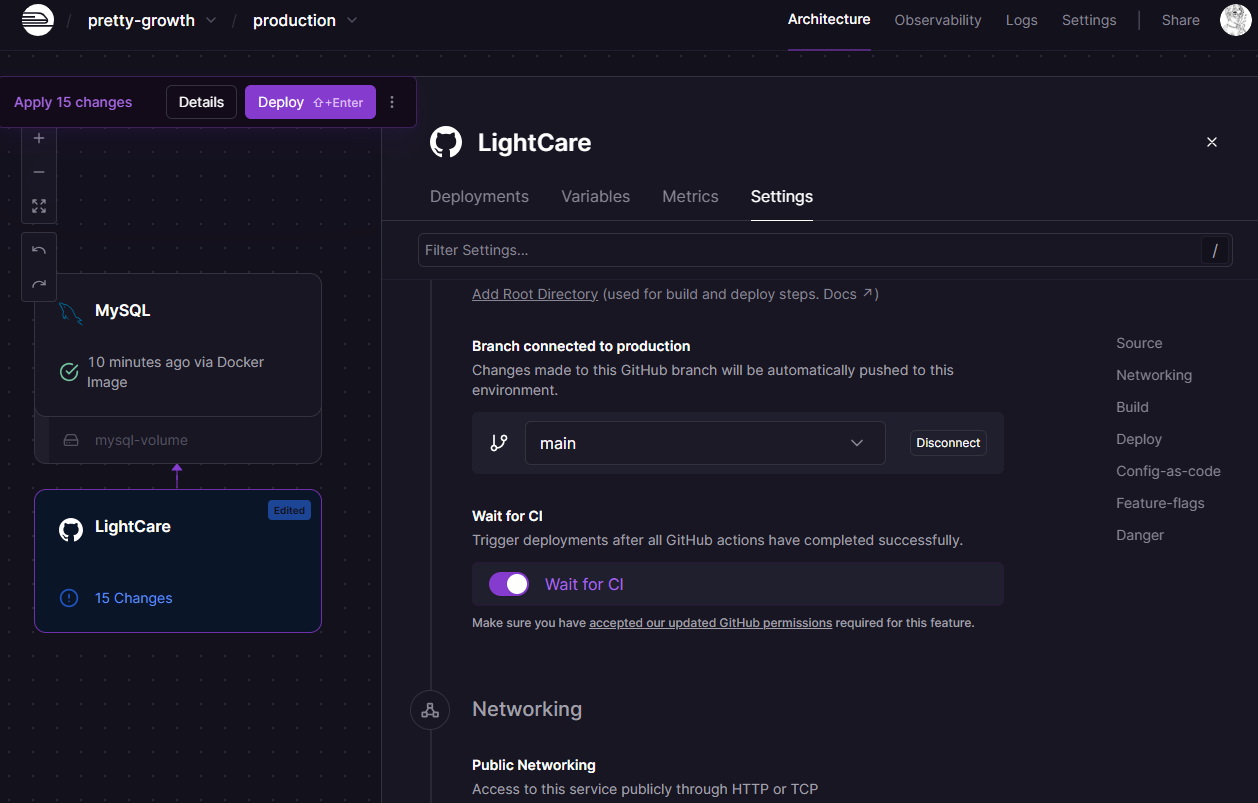 / pretty-growth / production
Architecture Observability Logs Settings Share
Apply 15 changes Details Deploy ⇧+Enter
LightCare
Deployments Variables Metrics Settings
Filter Settings... /
Add Root Directory (used for build and deploy steps. Docs ↗)
Branch connected to production
Changes made to this GitHub branch will be automatically pushed to this
environment.
main Disconnect
Wait for CI
Trigger deployments after all GitHub actions have completed successfully.
Wait for CI
Make sure you have accepted our updated GitHub permissions required for this feature.
Networking
Public Networking
Access to this service publicly through HTTP or TCP
Source
Networking
Build
Deploy
Config-as-code
Feature-flags
Danger
MySQL
10 minutes ago via Docker
Image
mysql-volume
Edited
LightCare
15 Changes